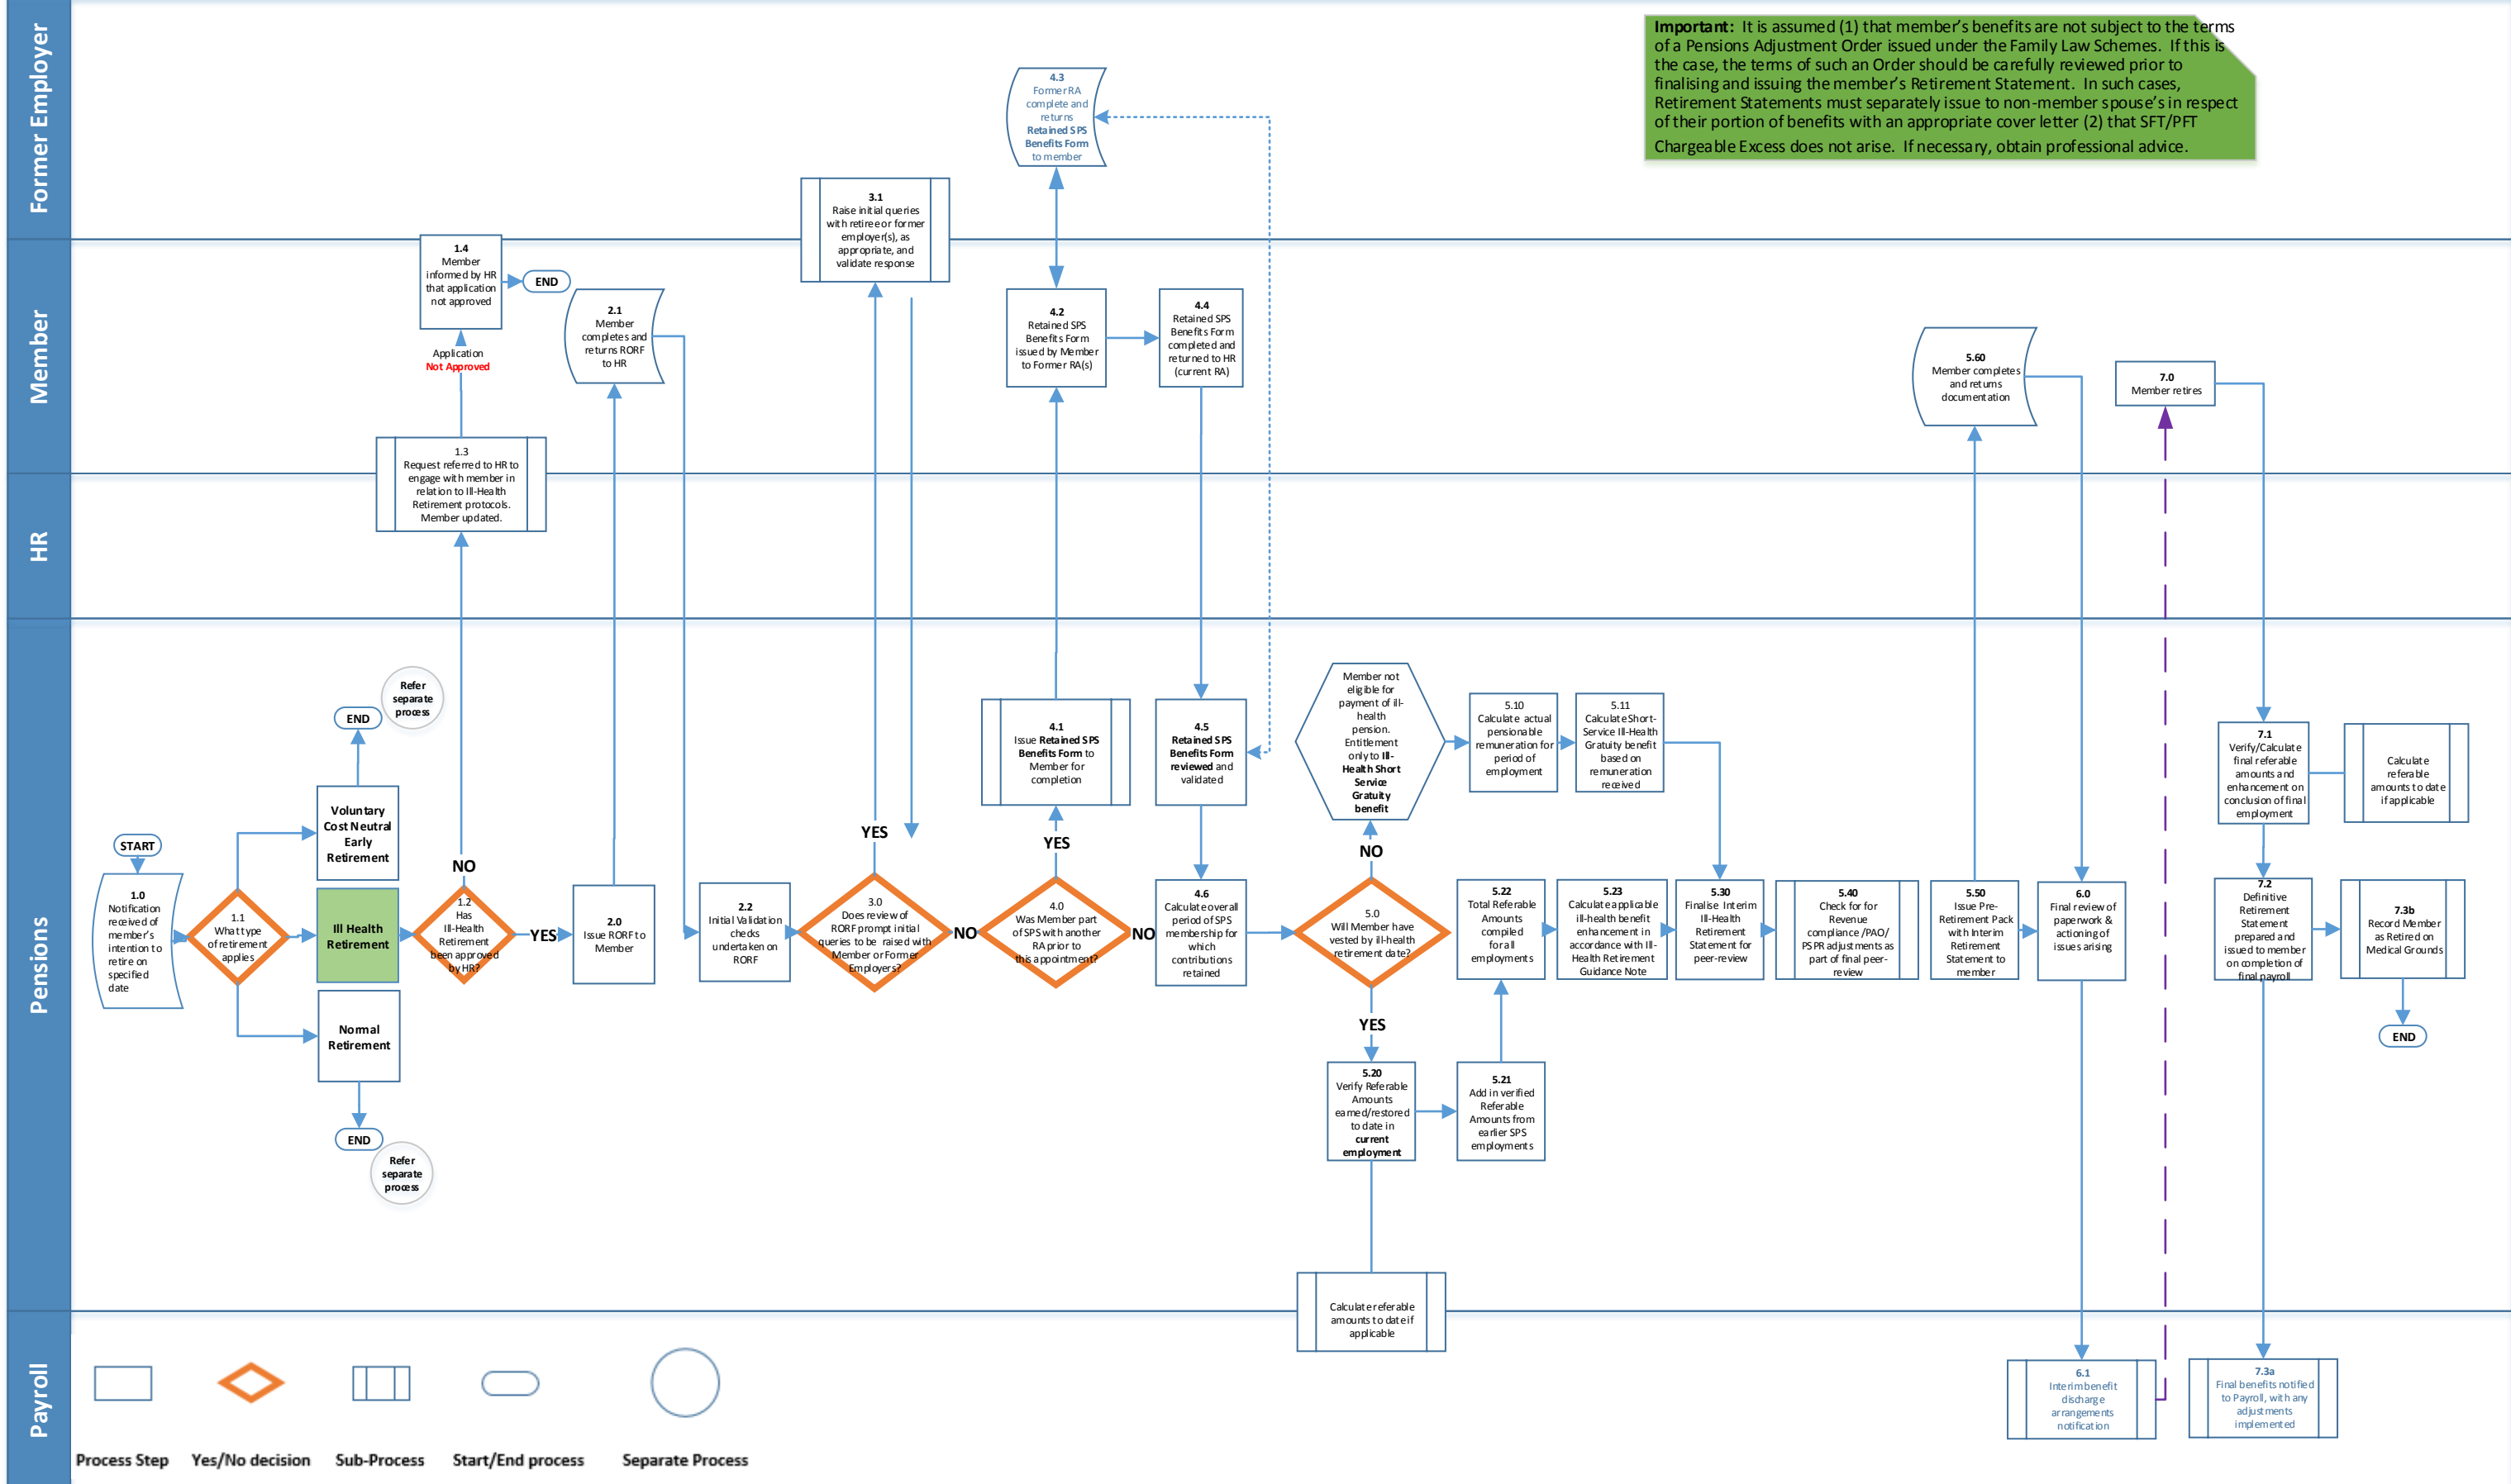 Former Employer
Member
HR
Pensions
Payroll
Important: It is assumed (1) that member’s benefits are not subject to the terms
of a Pensions Adjustment Order issued under the Family Law Schemes. If this is
the case, the terms of such an Order should be carefully reviewed prior to
finalising and issuing the member’s Retirement Statement. In such cases,
Retirement Statements must separately issue to non-member spouse’s in respect
of their portion of benefits with an appropriate cover letter (2) that SFT/PFT
Chargeable Excess does not arise. If necessary, obtain professional advice.
START
1.0
Notification
received of
member’s
intention to
retire on
specified
date
1.1
What type
of retirement
applies
Refer
separate
process
END
Voluntary
Cost Neutral
Early
Retirement
Ill Health
Retirement
Normal
Retirement
END
Refer
separate
process
1.2
Has
Ill-Health
Retirement
been approved
by HR?
NO
YES
1.3
Request referred to HR to
engage with member in
relation to Ill-Health
Retirement protocols.
Member updated.
Application
Not Approved
1.4
Member
informed by HR
that application
not approved
END
2.0
Issue RORF to
Member
2.1
Member
completes and
returns RORF
to HR
2.2
Initial Validation
checks
undertaken on
RORF
3.0
Does review of
RORF prompt initial
queries to be raised with
Member or Former
Employers?
YES
NO
3.1
Raise initial queries
with retiree or former
employer(s), as
appropriate, and
validate response
4.0
Was Member part
of SPS with another
RA prior to
this appointment?
YES
NO
4.1
Issue Retained SPS
Benefits Form to
Member for
completion
4.2
Retained SPS
Benefits Form
issued by Member
to Former RA(s)
4.3
Former RA
complete and
returns
Retained SPS
Benefits Form
to member
4.4
Retained SPS
Benefits Form
completed and
returned to HR
(current RA)
4.5
Retained SPS
Benefits Form
reviewed and
validated
4.6
Calculate overall
period of SPS
membership for
which
contributions
retained
5.0
Will Member have
vested by ill-health
retirement date?
NO
YES
Member not
eligible for
payment of ill-
health
pension.
Entitlement
only to Ill-
Health Short
Service
Gratuity
benefit
5.10
Calculate actual
pensionable
remuneration for
period of
employment
5.11
Calculate Short-
Service Ill-Health
Gratuity benefit
based on
remuneration
received
5.20
Verify Referable
Amounts
earned/restored
to date in
current
employment
Calculate referable
amounts to date if
applicable
5.21
Add in verified
Referable
Amounts from
earlier SPS
employments
5.22
Total Referable
Amounts
compiled
for all
employments
5.23
Calculate applicable
ill-health benefit
enhancement in
accordance with Ill-
Health Retirement
Guidance Note
5.30
Finalise Interim
Ill-Health
Retirement
Statement for
peer-review
5.40
Check for for
Revenue
compliance /PAO/
PSPR adjustments as
part of final peer-
review
5.50
Issue Pre-
Retirement Pack
with Interim
Retirement
Statement to
member
5.60
Member completes
and returns
documentation
6.0
Final review of
paperwork &
actioning of
issues arising
6.1
Interim benefit
discharge
arrangements
notification
7.0
Member retires
7.1
Verify/Calculate
final referable
amounts and
enhancement on
conclusion of final
employment
Calculate
referable
amounts to date
if applicable
7.2
Definitive
Retirement
Statement
prepared and
issued to member
on completion of
final payroll
7.3b
Record Member
as Retired on
Medical Grounds
END
7.3a
Final benefits notified
to Payroll, with any
adjustments
implemented
Process Step
Yes/No decision
Sub-Process
Start/End process
Separate Process